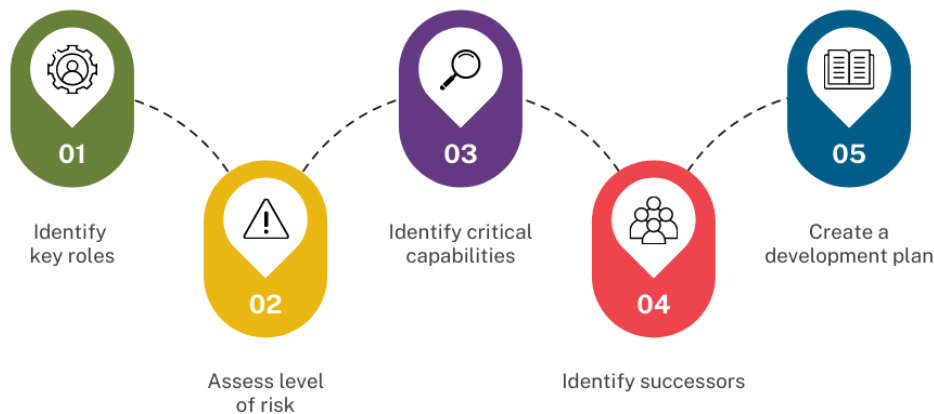 01
Identify
key roles
02
Assess level
of risk
03
Identify critical
capabilities
04
Identify successors
05
Create a
development plan